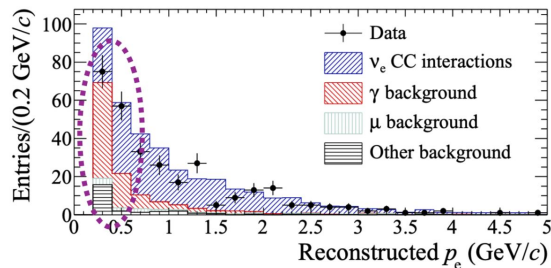 Entries/(0.2 GeV/c)
100
80
60
40
20
0
Data
νe CC interactions
γ background
μ background
Other background
0 0.5 1 1.5 2 2.5 3 3.5 4 4.5 5
Reconstructed pe (GeV/c)